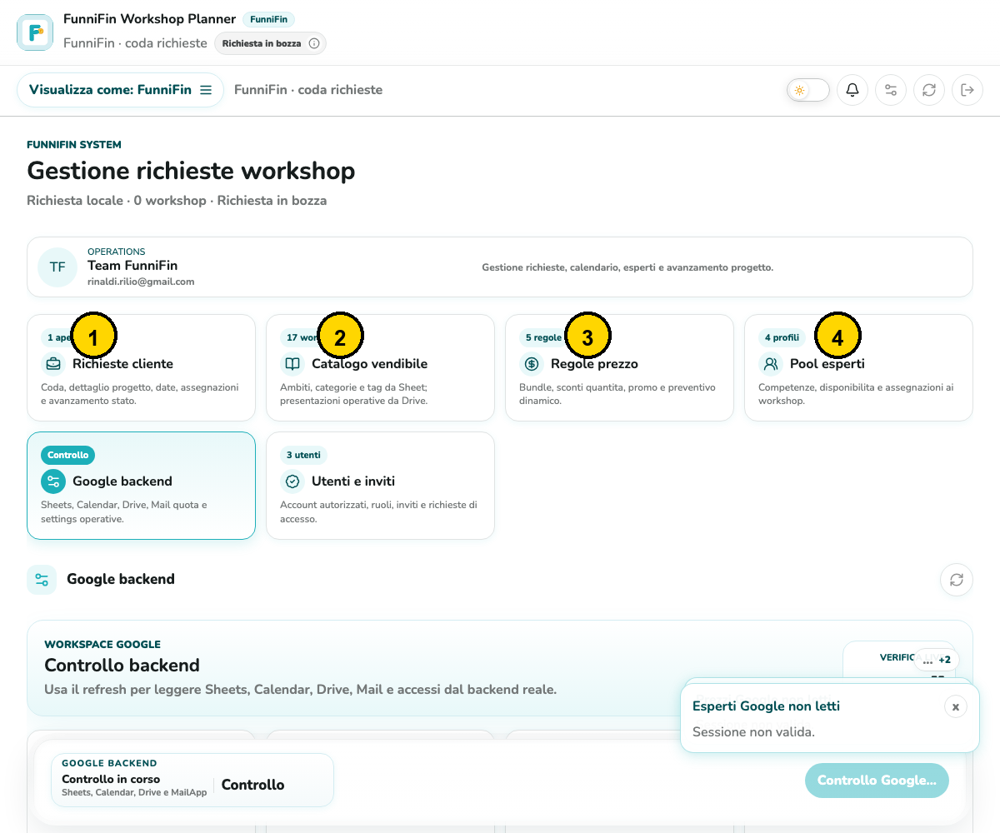 FunniFin Workshop Planner FunniFin
FunniFin · coda richieste Richiesta in bozza
Visualizza come: FunniFin FunniFin · coda richieste
FUNNIFIN SYSTEM
Gestione richieste workshop
Richiesta locale · 0 workshop · Richiesta in bozza
TF
OPERATIONS
Team FunniFin
rinaldi.rilio@gmail.com
Gestione richieste, calendario, esperti e avanzamento progetto.
1
Richieste cliente
Coda, dettaglio progetto, date, assegnazioni
e avanzamento stato.
17
2
Catalogo vendibile
Ambiti, categorie e tag da Sheet;
presentazioni operative da Drive.
5 regole
3
Regole prezzo
Bundle, sconti quantita, promo e preventivo
dinamico.
4 profili
4
Pool esperti
Competenze, disponibilita e assegnazioni ai
workshop.
Controllo
Google backend
Sheets, Calendar, Drive, Mail quota e
settings operative.
3 utenti
Utenti e inviti
Account autorizzati, ruoli, inviti e richieste di
accesso.
Google backend
WORKSPACE GOOGLE
Controllo backend
Usa il refresh per leggere Sheets, Calendar, Drive, Mail e accessi dal backend reale.
... +2
Esperti Google non letti
x
Sessione non valida.
GOOGLE BACKEND
Controllo in corso
Sheets, Calendar, Drive e MailApp
Controllo
Controllo Google...